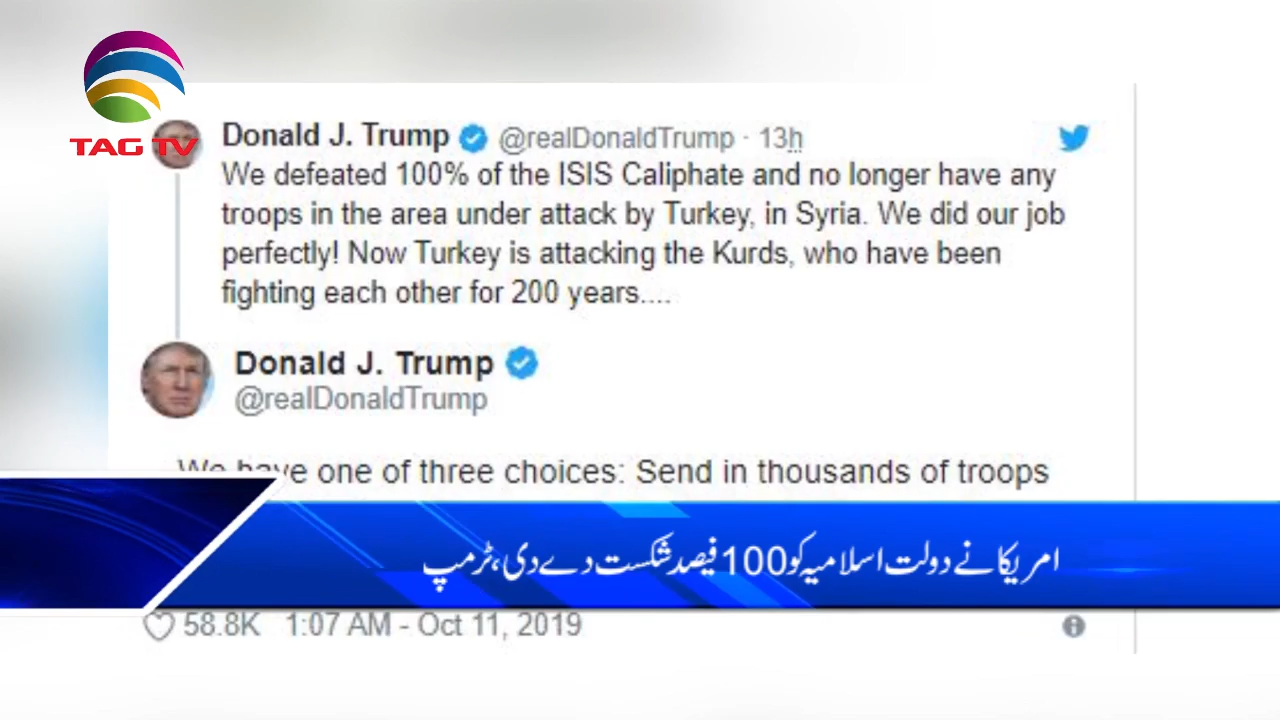 TAG TV
Donald J. Trump @realDonaldTrump · 13h
We defeated 100% of the ISIS Caliphate and no longer have any
troops in the area under attack by Turkey, in Syria. We did our job
perfectly! Now Turkey is attacking the Kurds, who have been
fighting each other for 200 years....
Donald J. Trump
@realDonaldTrump
We have one of three choices: Send in thousands of troops
امریکا نے دولت اسلامیہ کو 100 فیصد شکست دے دی، ٹرمپ
58.8K 1:07 AM - Oct 11, 2019